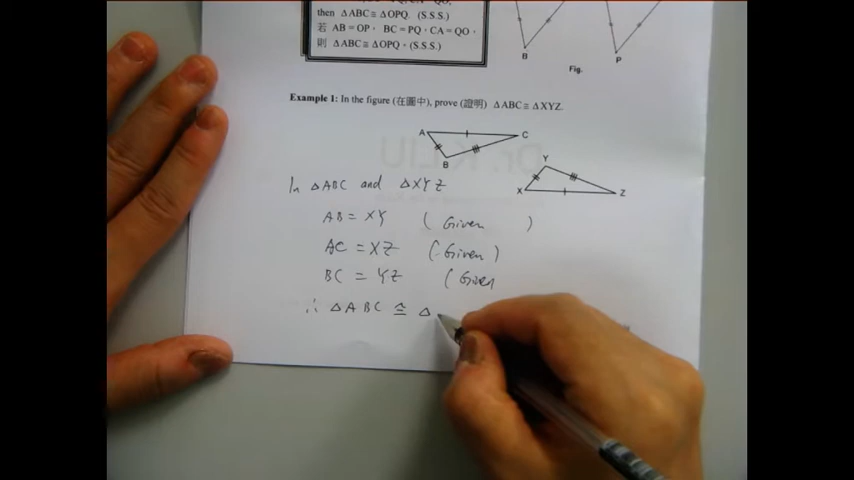 then △ABC ≅ △OPQ. (S.S.S.)
若 AB = OP, BC = PQ, CA = QO,
則 △ABC ≅ △OPQ。(S.S.S.)
B
P
Fig.
Example 1: In the figure (在圖中), prove (證明) △ABC ≅ △XYZ.
A
C
B
Y
X
Z
In △ABC and △XYZ
AB = XY ( Given )
AC = XZ (Given)
BC = YZ (Given
∴ △ABC ≅ △